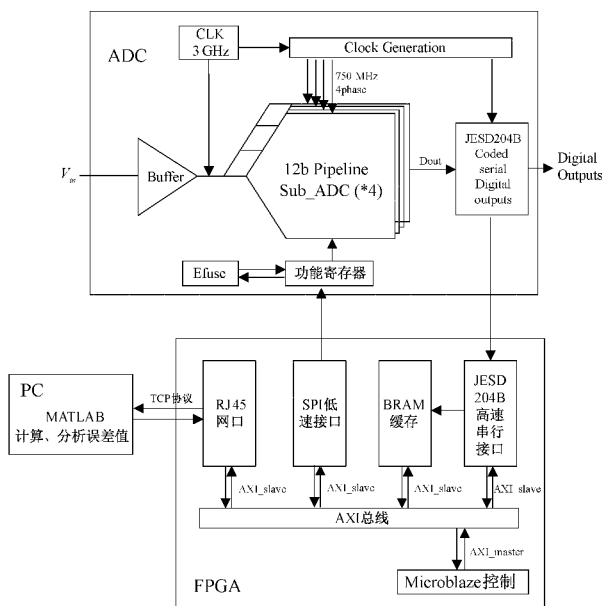 ADC
CLK
3 GHz
Clock Generation
750 MHz
4phase
V_in
Buffer
12b Pipeline
Sub_ADC (*4)
Dout
JESD204B
Coded
serial
Digital
outputs
Digital
Outputs
Efuse
功能寄存器
PC
MATLAB
计算、分析误差值
TCP协议
RJ45
网口
SPI低
速接口
BRAM
缓存
JESD
204B
高速
串行
接口
AXI_slave
AXI_slave
AXI_slave
AXI_slave
AXI总线
AXI_master
Microblaze控制
FPGA